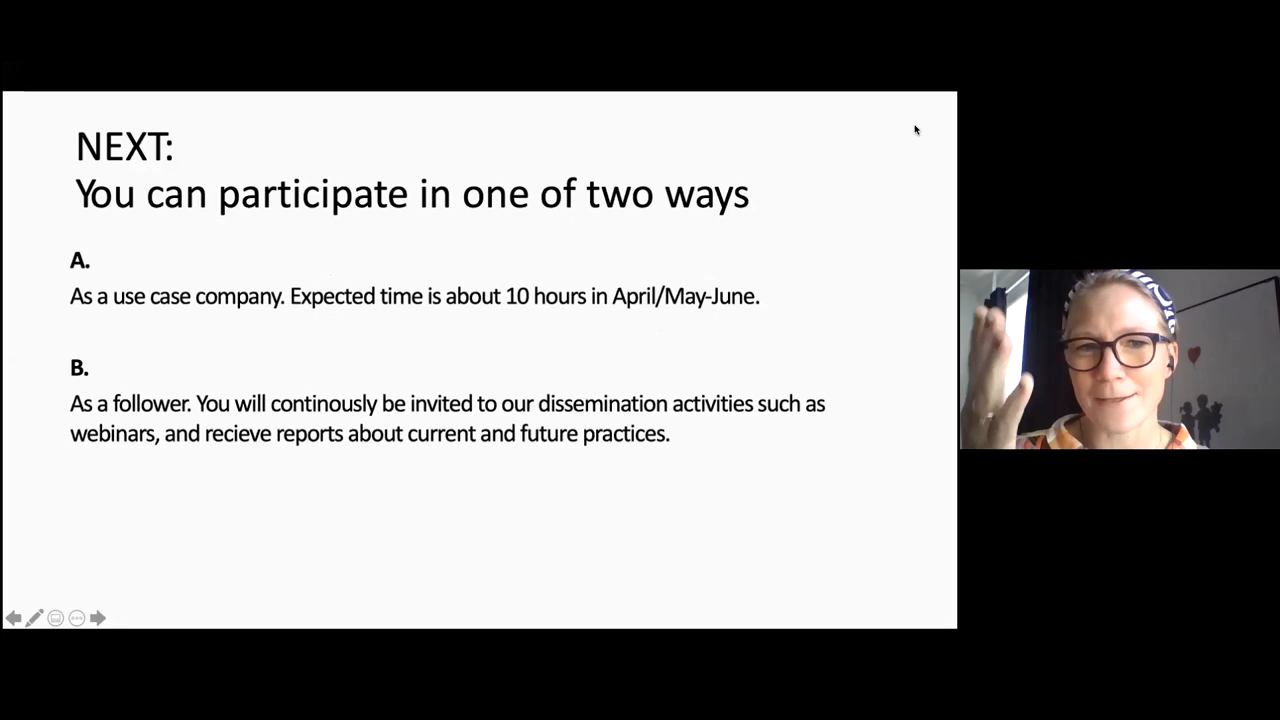 NEXT:
You can participate in one of two ways
A.
As a use case company. Expected time is about 10 hours in April/May-June.
B.
As a follower. You will continously be invited to our dissemination activities such as
webinars, and recieve reports about current and future practices.